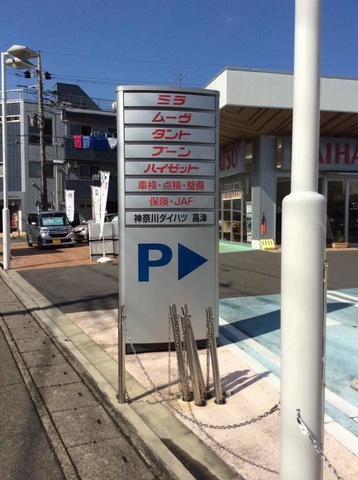 ミラ
ムーヴ
タント
ブーン
ハイゼット
車検・点検・整備
保険・JAF
神奈川ダイハツ 高津
P